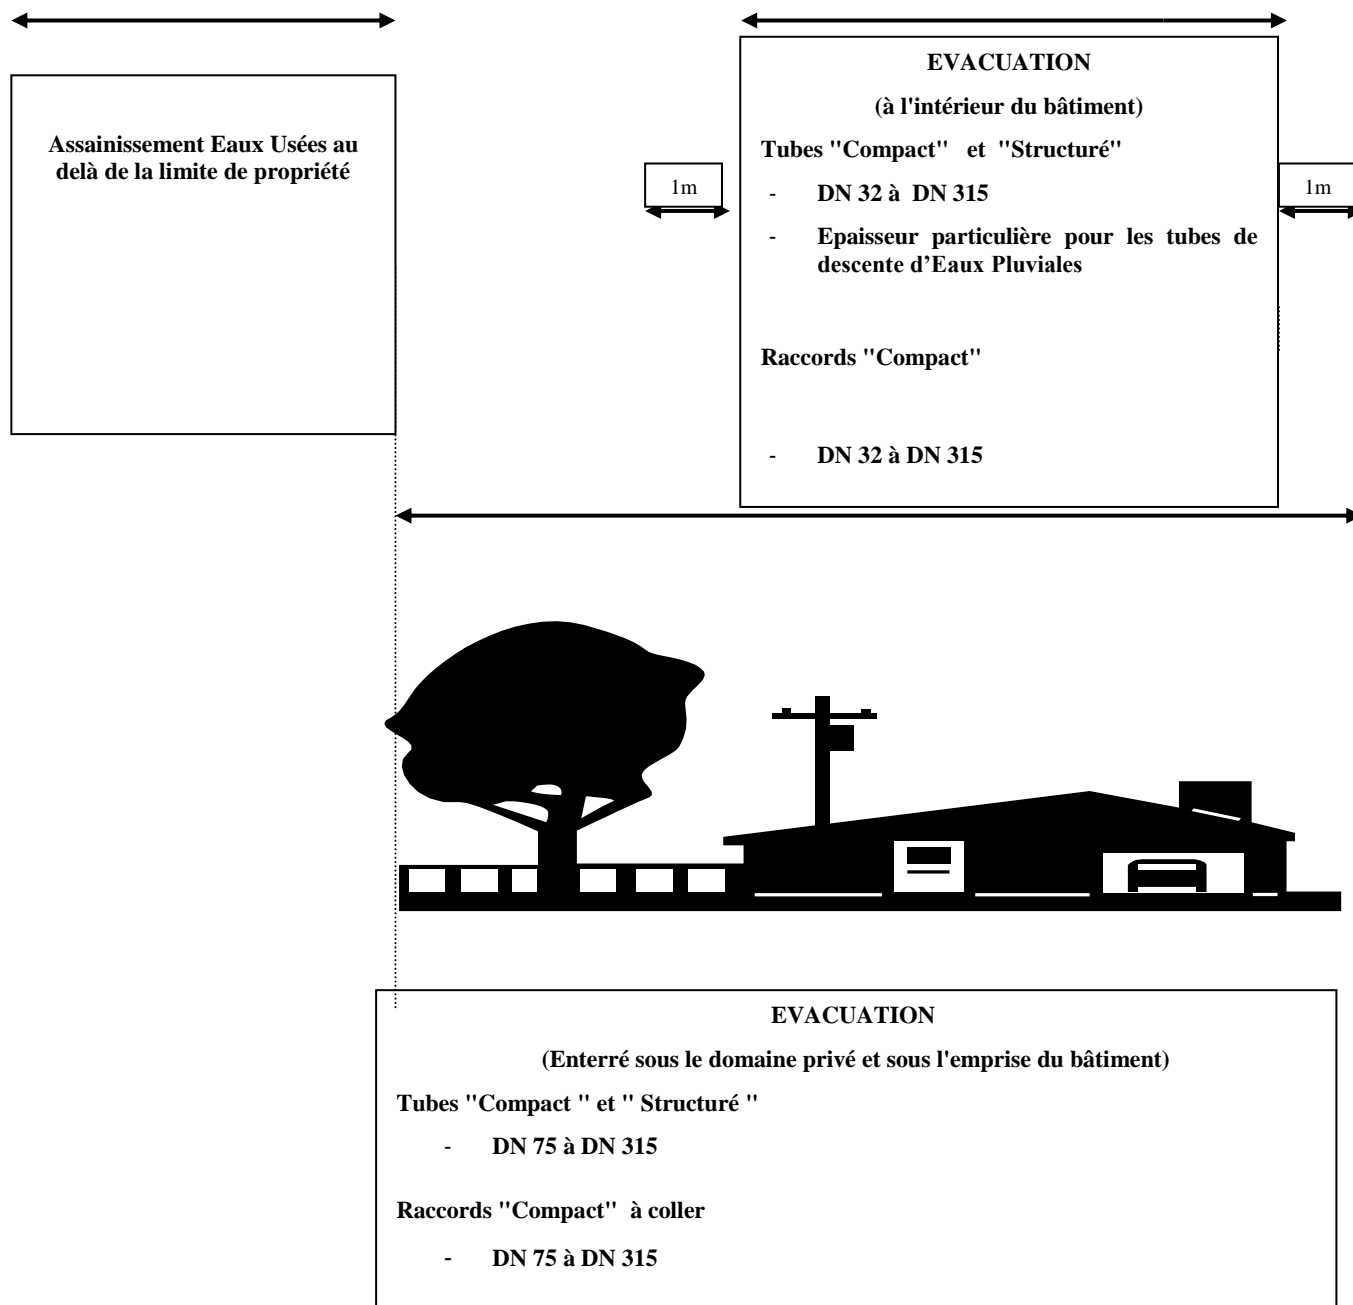 Assainissement Eaux Usées au
delà de la limite de propriété
1m
EVACUATION
(à l'intérieur du bâtiment)
Tubes "Compact" et "Structuré"
- DN 32 à DN 315
- Epaisseur particulière pour les tubes de
descente d’Eaux Pluviales
Raccords "Compact"
- DN 32 à DN 315
1m
EVACUATION
(Enterré sous le domaine privé et sous l'emprise du bâtiment)
Tubes "Compact " et " Structuré "
- DN 75 à DN 315
Raccords "Compact" à coller
- DN 75 à DN 315